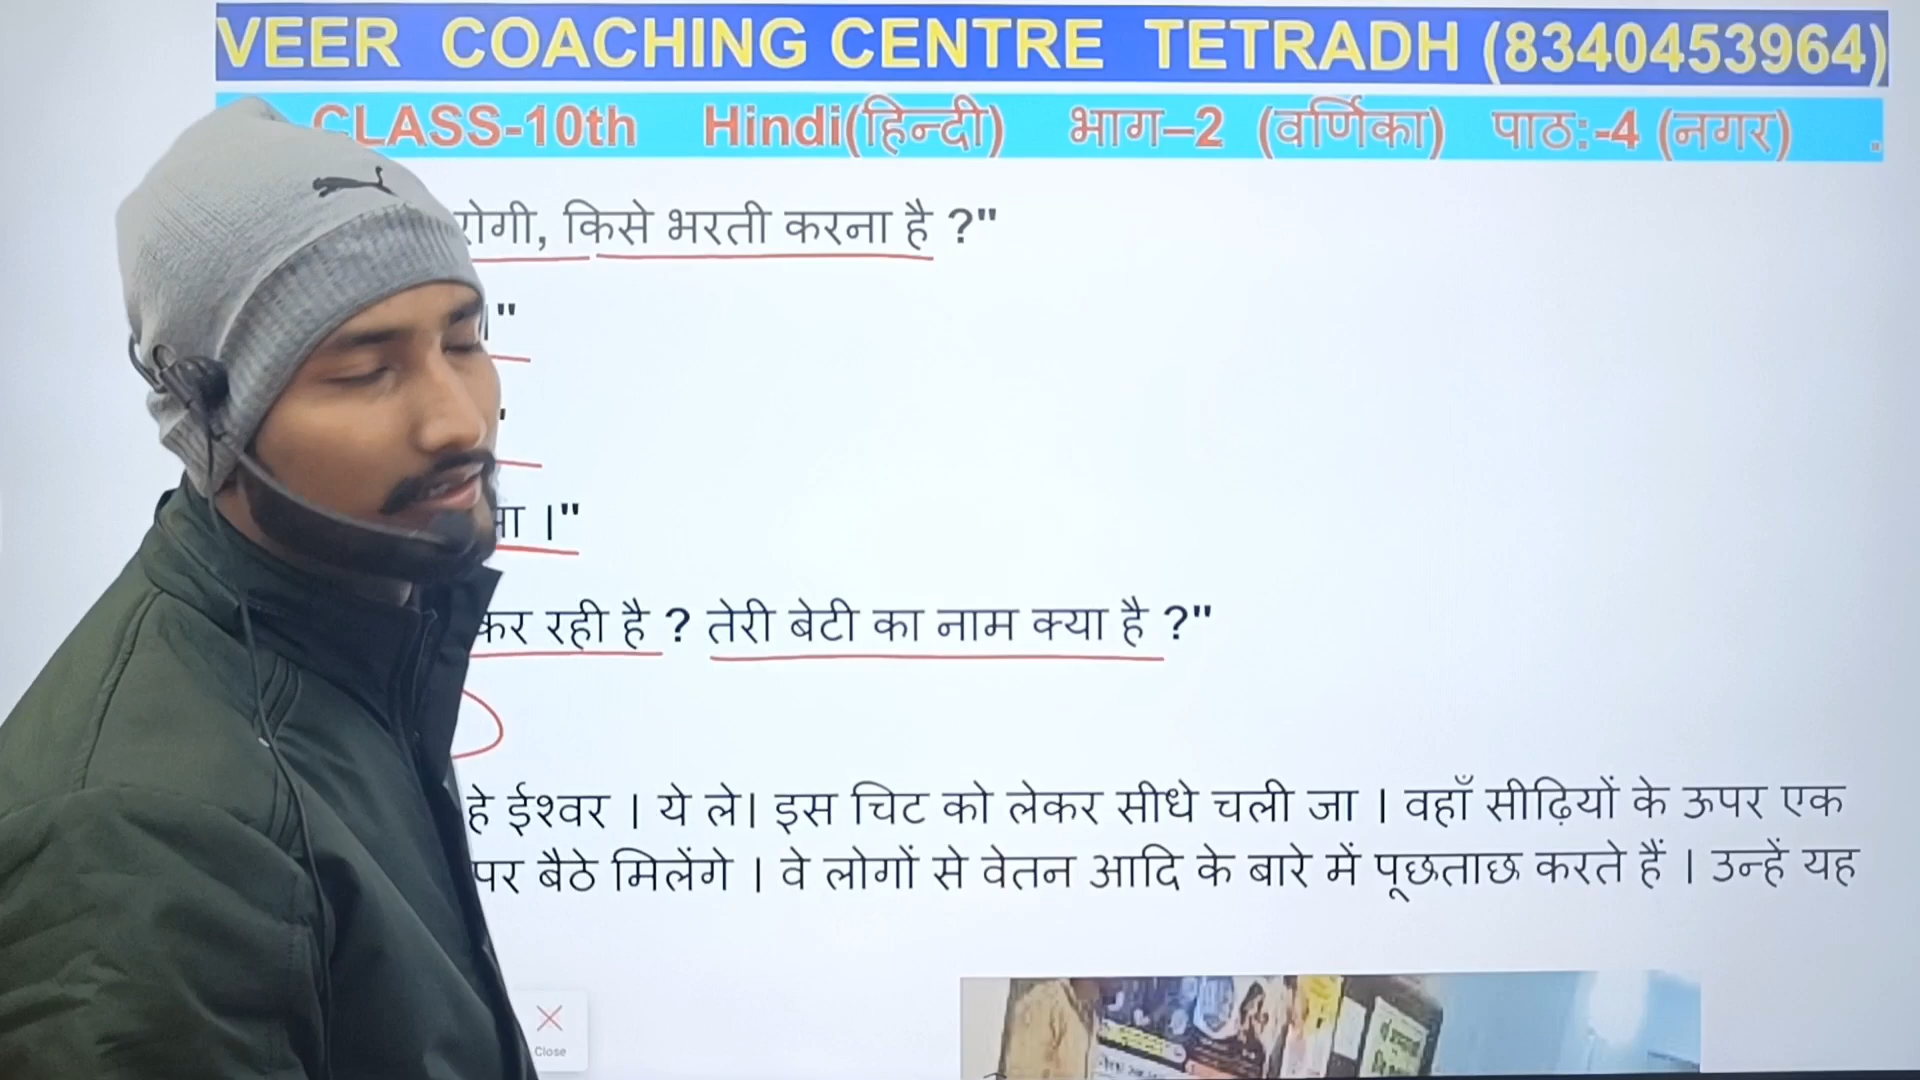 VEER COACHING CENTRE TETRADH (8340453964)
CLASS-10th Hindi(हिन्दी) भाग–2 (वर्णिका) पाठ:-4 (नगर) .
रोगी, किसे भरती करना है ?"
।"
ा ।"
कर रही है ? तेरी बेटी का नाम क्या है ?"
हे ईश्वर । ये ले। इस चिट को लेकर सीधे चली जा । वहाँ सीढ़ियों के ऊपर एक
पर बैठे मिलेंगे । वे लोगों से वेतन आदि के बारे में पूछताछ करते हैं । उन्हें यह
Close